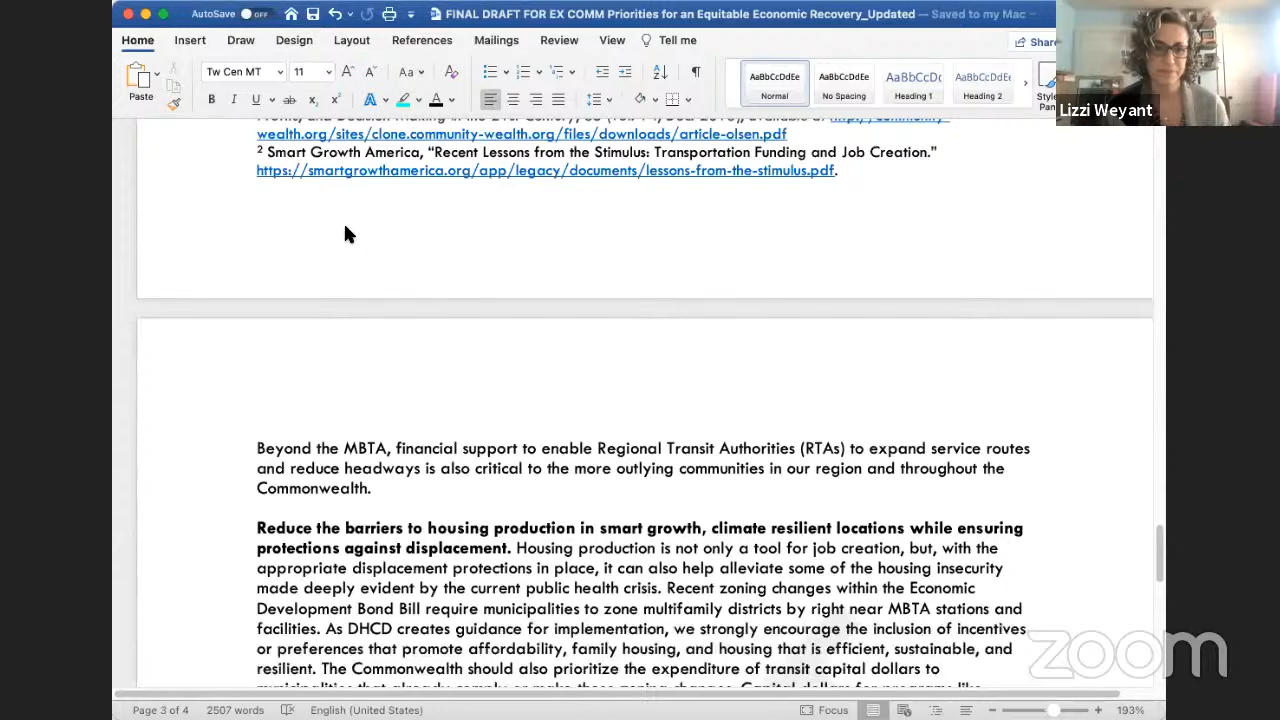 AutoSave OFF FINAL DRAFT FOR EX COMM Priorities for an Equitable Economic Recovery_Updated — Saved to my Mac
Home Insert Draw Design Layout References Mailings Review View Tell me Share
Paste Tw Cen MT 11 AaBbCcDdEe Normal AaBbCcDdEe No Spacing AaBbCcDc Heading 1 AaBbCcDdEe Heading 2
Lizzi Weyant
wealth.org/sites/clone.community-wealth.org/files/downloads/article-olsen.pdf
2 Smart Growth America, “Recent Lessons from the Stimulus: Transportation Funding and Job Creation.”
https://smartgrowthamerica.org/app/legacy/documents/lessons-from-the-stimulus.pdf.
Beyond the MBTA, financial support to enable Regional Transit Authorities (RTAs) to expand service routes
and reduce headways is also critical to the more outlying communities in our region and throughout the
Commonwealth.
Reduce the barriers to housing production in smart growth, climate resilient locations while ensuring
protections against displacement. Housing production is not only a tool for job creation, but, with the
appropriate displacement protections in place, it can also help alleviate some of the housing insecurity
made deeply evident by the current public health crisis. Recent zoning changes within the Economic
Development Bond Bill require municipalities to zone multifamily districts by right near MBTA stations and
facilities. As DHCD creates guidance for implementation, we strongly encourage the inclusion of incentives
or preferences that promote affordability, family housing, and housing that is efficient, sustainable, and
resilient. The Commonwealth should also prioritize the expenditure of transit capital dollars to
zoom
Page 3 of 4 2507 words English (United States) Focus 193%